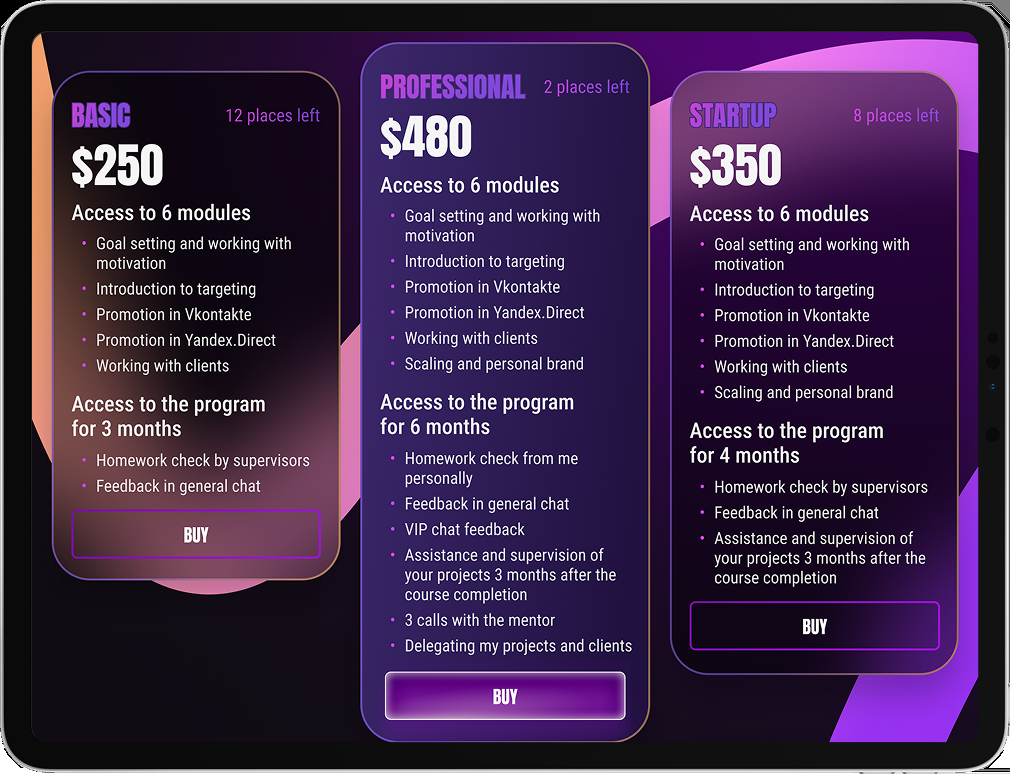 BASIC
12 places left
$250
Access to 6 modules
• Goal setting and working with
motivation
• Introduction to targeting
• Promotion in Vkontakte
• Promotion in Yandex.Direct
• Working with clients
Access to the program
for 3 months
• Homework check by supervisors
• Feedback in general chat
BUY
PROFESSIONAL
2 places left
$480
Access to 6 modules
• Goal setting and working with
motivation
• Introduction to targeting
• Promotion in Vkontakte
• Promotion in Yandex.Direct
• Working with clients
• Scaling and personal brand
Access to the program
for 6 months
• Homework check from me
personally
• Feedback in general chat
• VIP chat feedback
• Assistance and supervision of
your projects 3 months after the
course completion
• 3 calls with the mentor
• Delegating my projects and clients
BUY
STARTUP
8 places left
$350
Access to 6 modules
• Goal setting and working with
motivation
• Introduction to targeting
• Promotion in Vkontakte
• Promotion in Yandex.Direct
• Working with clients
• Scaling and personal brand
Access to the program
for 4 months
• Homework check by supervisors
• Feedback in general chat
• Assistance and supervision of
your projects 3 months after the
course completion
BUY